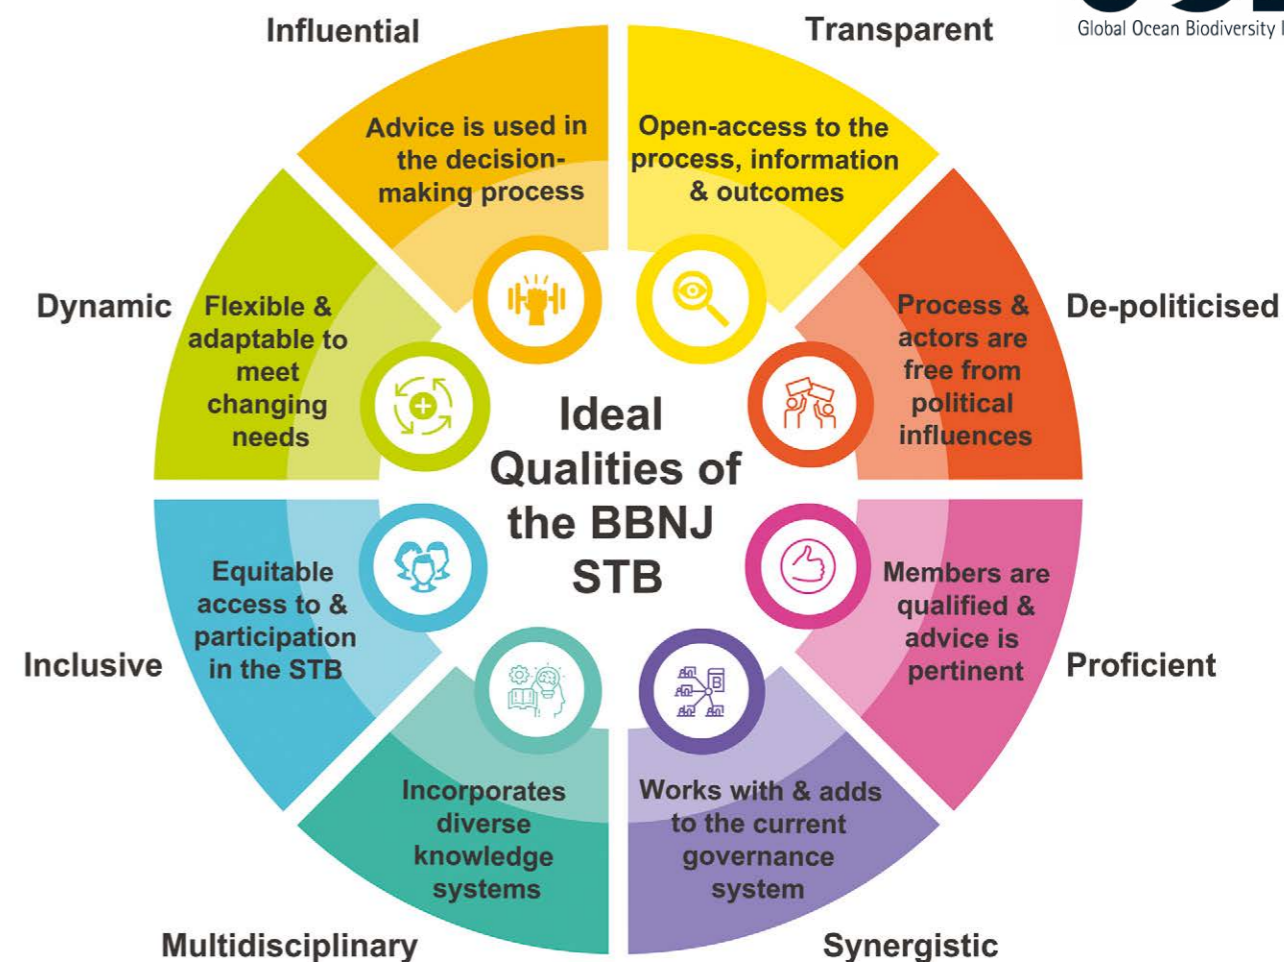 Global Ocean Biodiversity
Influential
Transparent
Advice is used in
the decision-
making process
Open-access to the
process, information
& outcomes
De-politicised
Process &
actors are
free from
political
influences
Proficient
Members are
qualified &
advice is
pertinent
Synergistic
Works with & adds
to the current
governance
system
B
Multidisciplinary
Incorporates
diverse
knowledge
systems
Inclusive
Equitable
access to &
participation
in the STB
Dynamic
Flexible &
adaptable to
meet
changing
needs
Ideal
Qualities of
the BBNJ
STB